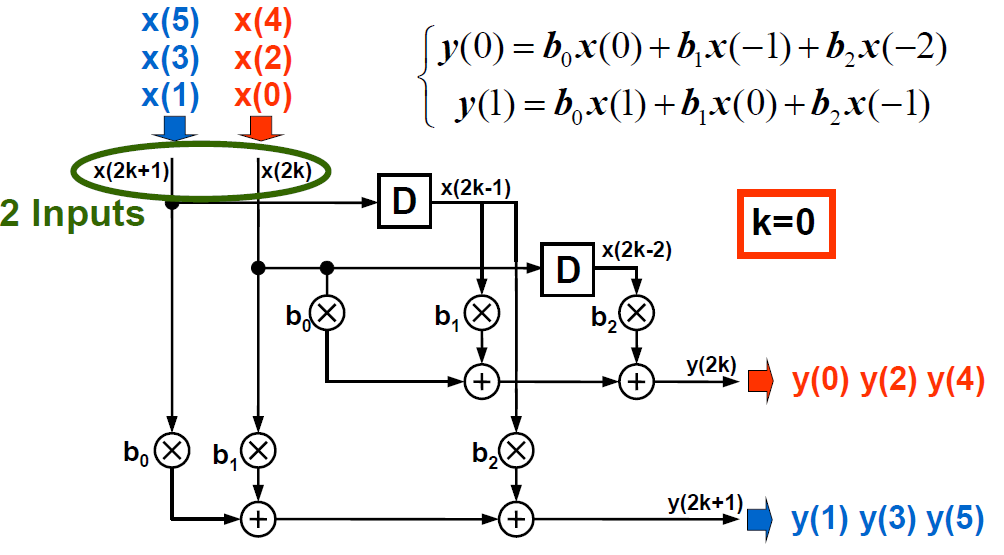 x(5) x(4)
x(3) x(2)
x(1) x(0)
y(0) = b₀x(0) + b₁x(−1) + b₂x(−2)
y(1) = b₀x(1) + b₁x(0) + b₂x(−1)
x(2k+1) x(2k)
2 Inputs
D
x(2k-1)
k=0
D
x(2k-2)
b₀
b₁
b₂
y(2k)
y(0) y(2) y(4)
b₀
b₁
b₂
y(2k+1)
y(1) y(3) y(5)